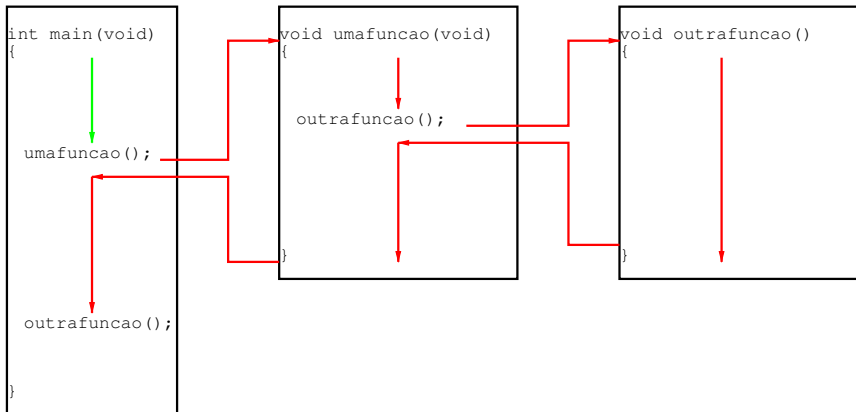 int main(void)
{
umafuncao();
outrafuncao();
}
void umafuncao(void)
{
outrafuncao();
}
void outrafuncao()
{
}